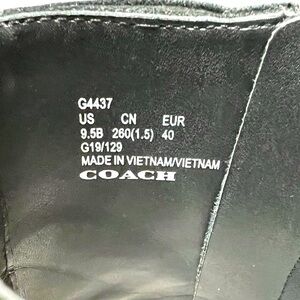 G4437
US CN EUR
9.5B 260(1.5) 40
G19/129
MADE IN VIETNAM/VIETNAM
COACH